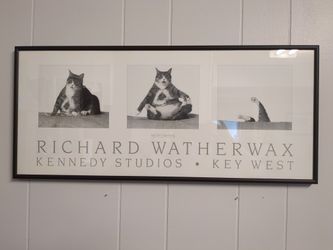 RICHARD WATHERWAX
KENNEDY STUDIOS • KEY WEST